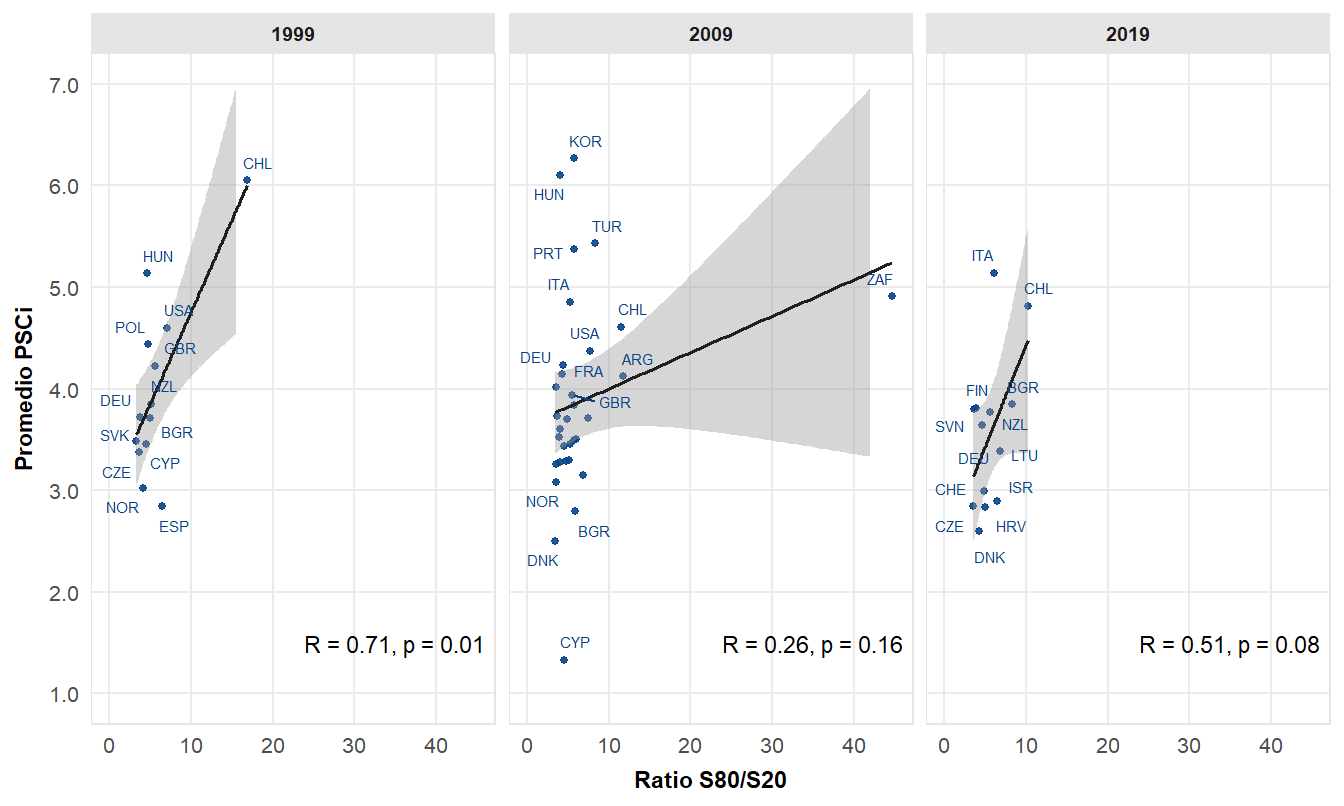 1999
2009
2019
Promedio PSCi
7.0
6.0
5.0
4.0
3.0
2.0
1.0
CHL
HUN
USA
POL
GBR
NZL
DEU
SVK
BGR
CYP
CZE
NOR
ESP
R = 0.71, p = 0.01
0 10 20 30 40
KOR
HUN
TUR
PRT
ITA
ZAF
CHL
USA
DEU
ARG
FRA
GBR
NOR
BGR
DNK
CYP
R = 0.26, p = 0.16
0 10 20 30 40
ITA
CHL
FIN
BGR
SVN
NZL
DEU
LTU
CHE
ISR
CZE
HRV
DNK
R = 0.51, p = 0.08
0 10 20 30 40
Ratio S80/S20